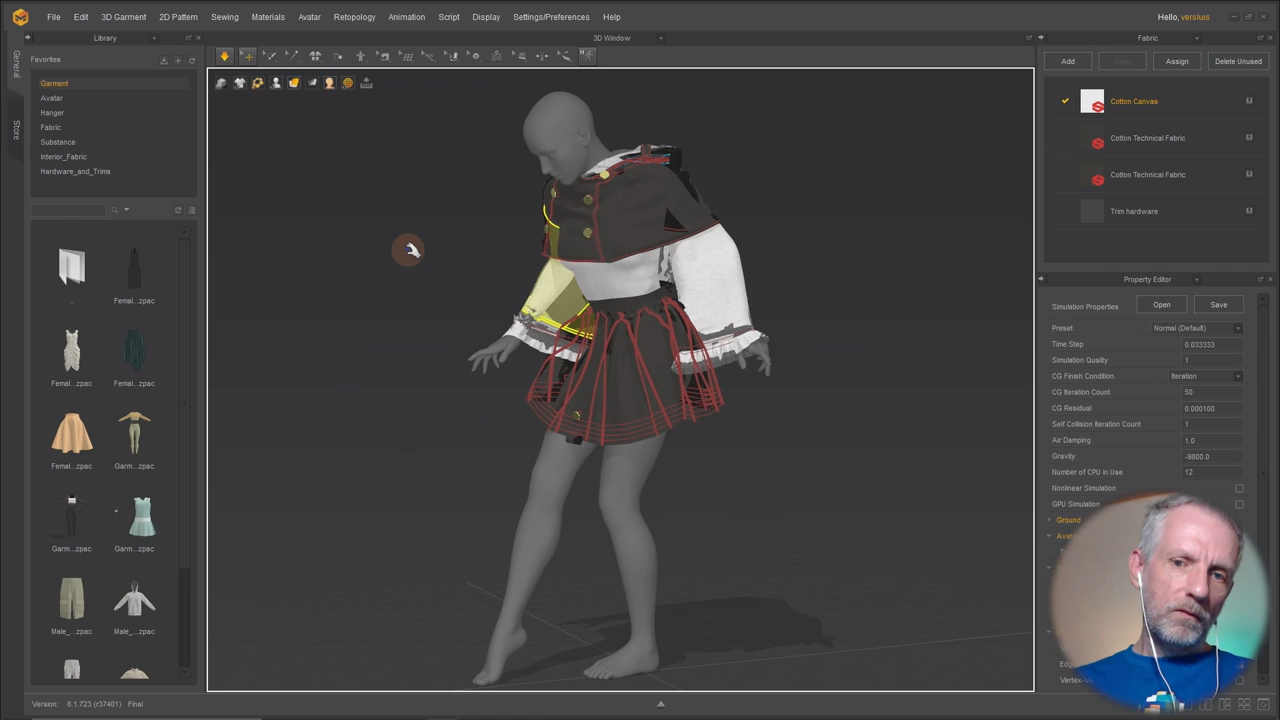 File Edit 3D Garment 2D Pattern Sewing Materials Avatar Retopology Animation Script Display Settings/Preferences Help
Hello, versluis
Library
3D Window
Fabric
General
Store
Favorites
Garment
Avatar
Hanger
Fabric
Substance
Interior_Fabric
Hardware_and_Trims
..
Femal...zpac
Femal...zpac
Femal...zpac
Femal...zpac
Garm...zpac
Garm...zpac
Garm...zpac
Male_...zpac
Male_...zpac
Add
Assign
Delete Unused
Cotton Canvas
Cotton Technical Fabric
Cotton Technical Fabric
Trim hardware
Property Editor
Simulation Properties Open Save
Preset Normal (Default)
Time Step 0.033333
Simulation Quality 1
CG Finish Condition Iteration
CG Iteration Count 50
CG Residual 0.000100
Self Collision Iteration Count 1
Air Damping 1.0
Gravity -9800.0
Number of CPU in Use 12
Nonlinear Simulation
GPU Simulation
Ground
Version: 6.1.723 (r37401) Final